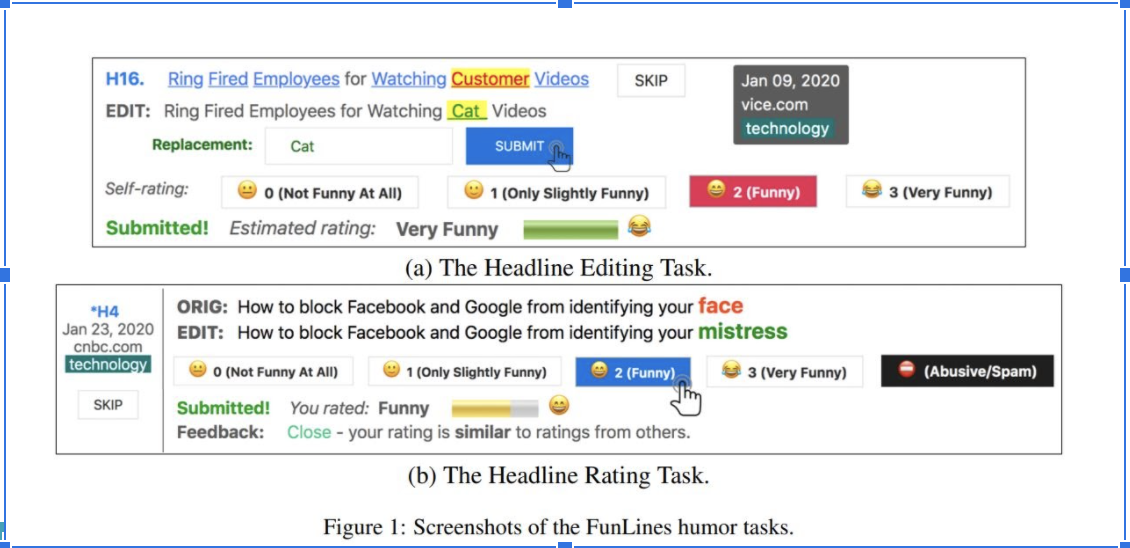 H16. Ring Fired Employees for Watching Customer Videos SKIP
Jan 09, 2020
vice.com
technology
EDIT: Ring Fired Employees for Watching Cat Videos
Replacement: Cat SUBMIT
Self-rating: 0 (Not Funny At All) 1 (Only Slightly Funny) 2 (Funny) 3 (Very Funny)
Submitted! Estimated rating: Very Funny
(a) The Headline Editing Task.
*H4
Jan 23, 2020
cnbc.com
technology
SKIP
ORIG: How to block Facebook and Google from identifying your face
EDIT: How to block Facebook and Google from identifying your mistress
0 (Not Funny At All) 1 (Only Slightly Funny) 2 (Funny) 3 (Very Funny) (Abusive/Spam)
Submitted! You rated: Funny
Feedback: Close - your rating is similar to ratings from others.
(b) The Headline Rating Task.
Figure 1: Screenshots of the FunLines humor tasks.